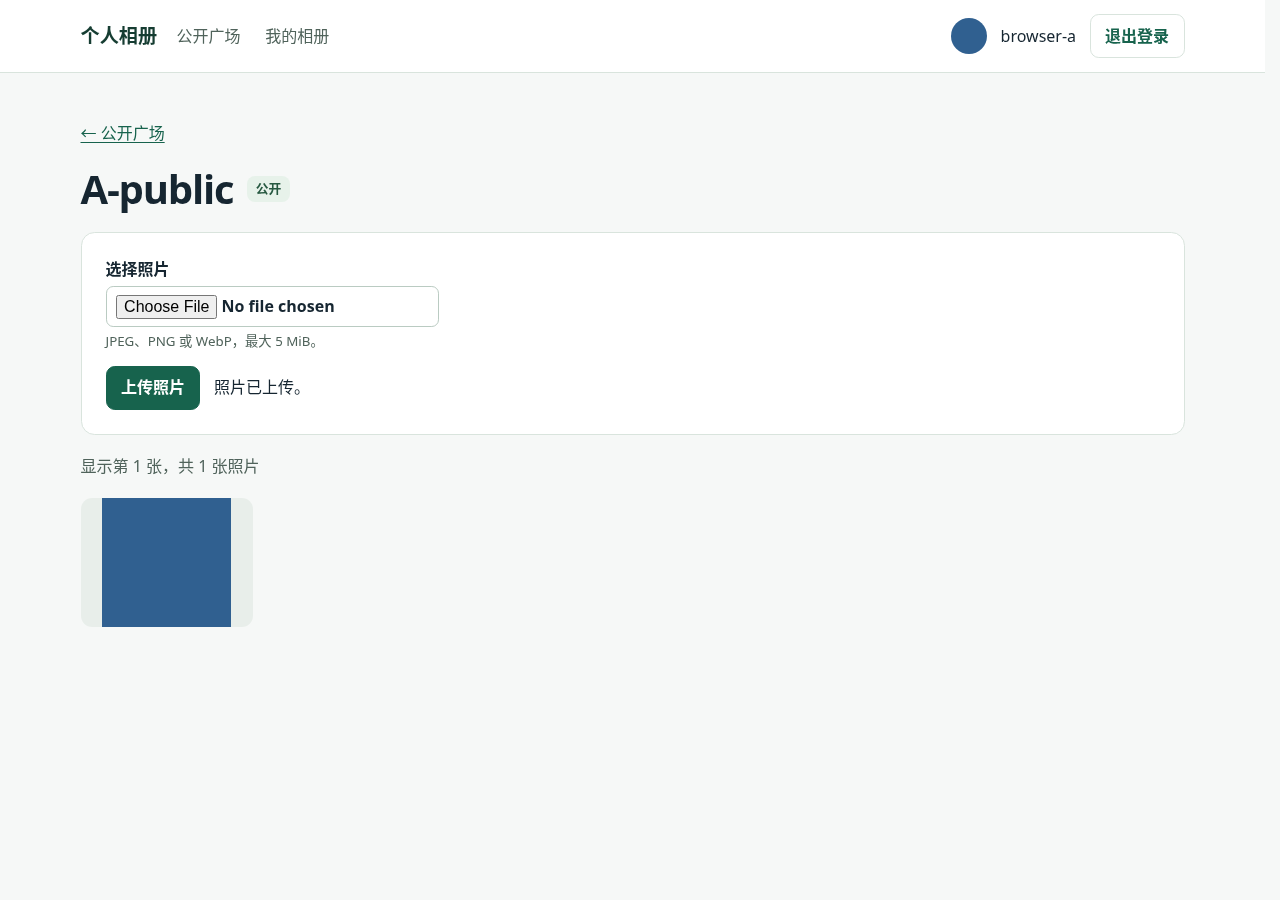 个人相册 公开广场 我的相册 browser-a 退出登录
← 公开广场
A-public 公开
选择照片
Choose File No file chosen
JPEG、PNG 或 WebP，最大 5 MiB。
上传照片 照片已上传。
显示第 1 张，共 1 张照片